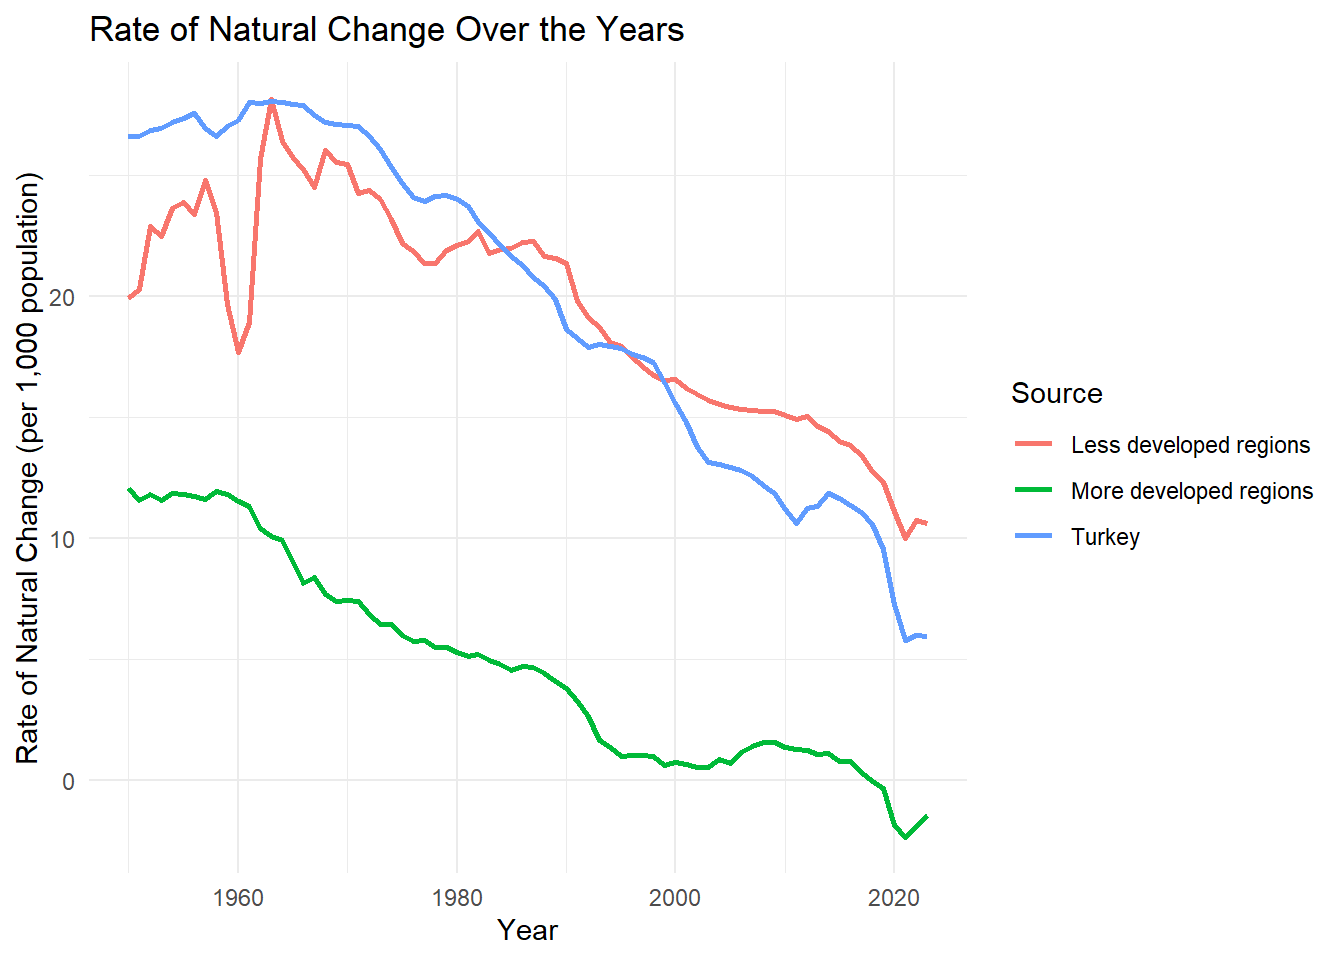 Rate of Natural Change Over the Years
Rate of Natural Change (per 1,000 population)
20
10
0
1960
1980
2000
2020
Year
Source
Less developed regions
More developed regions
Turkey